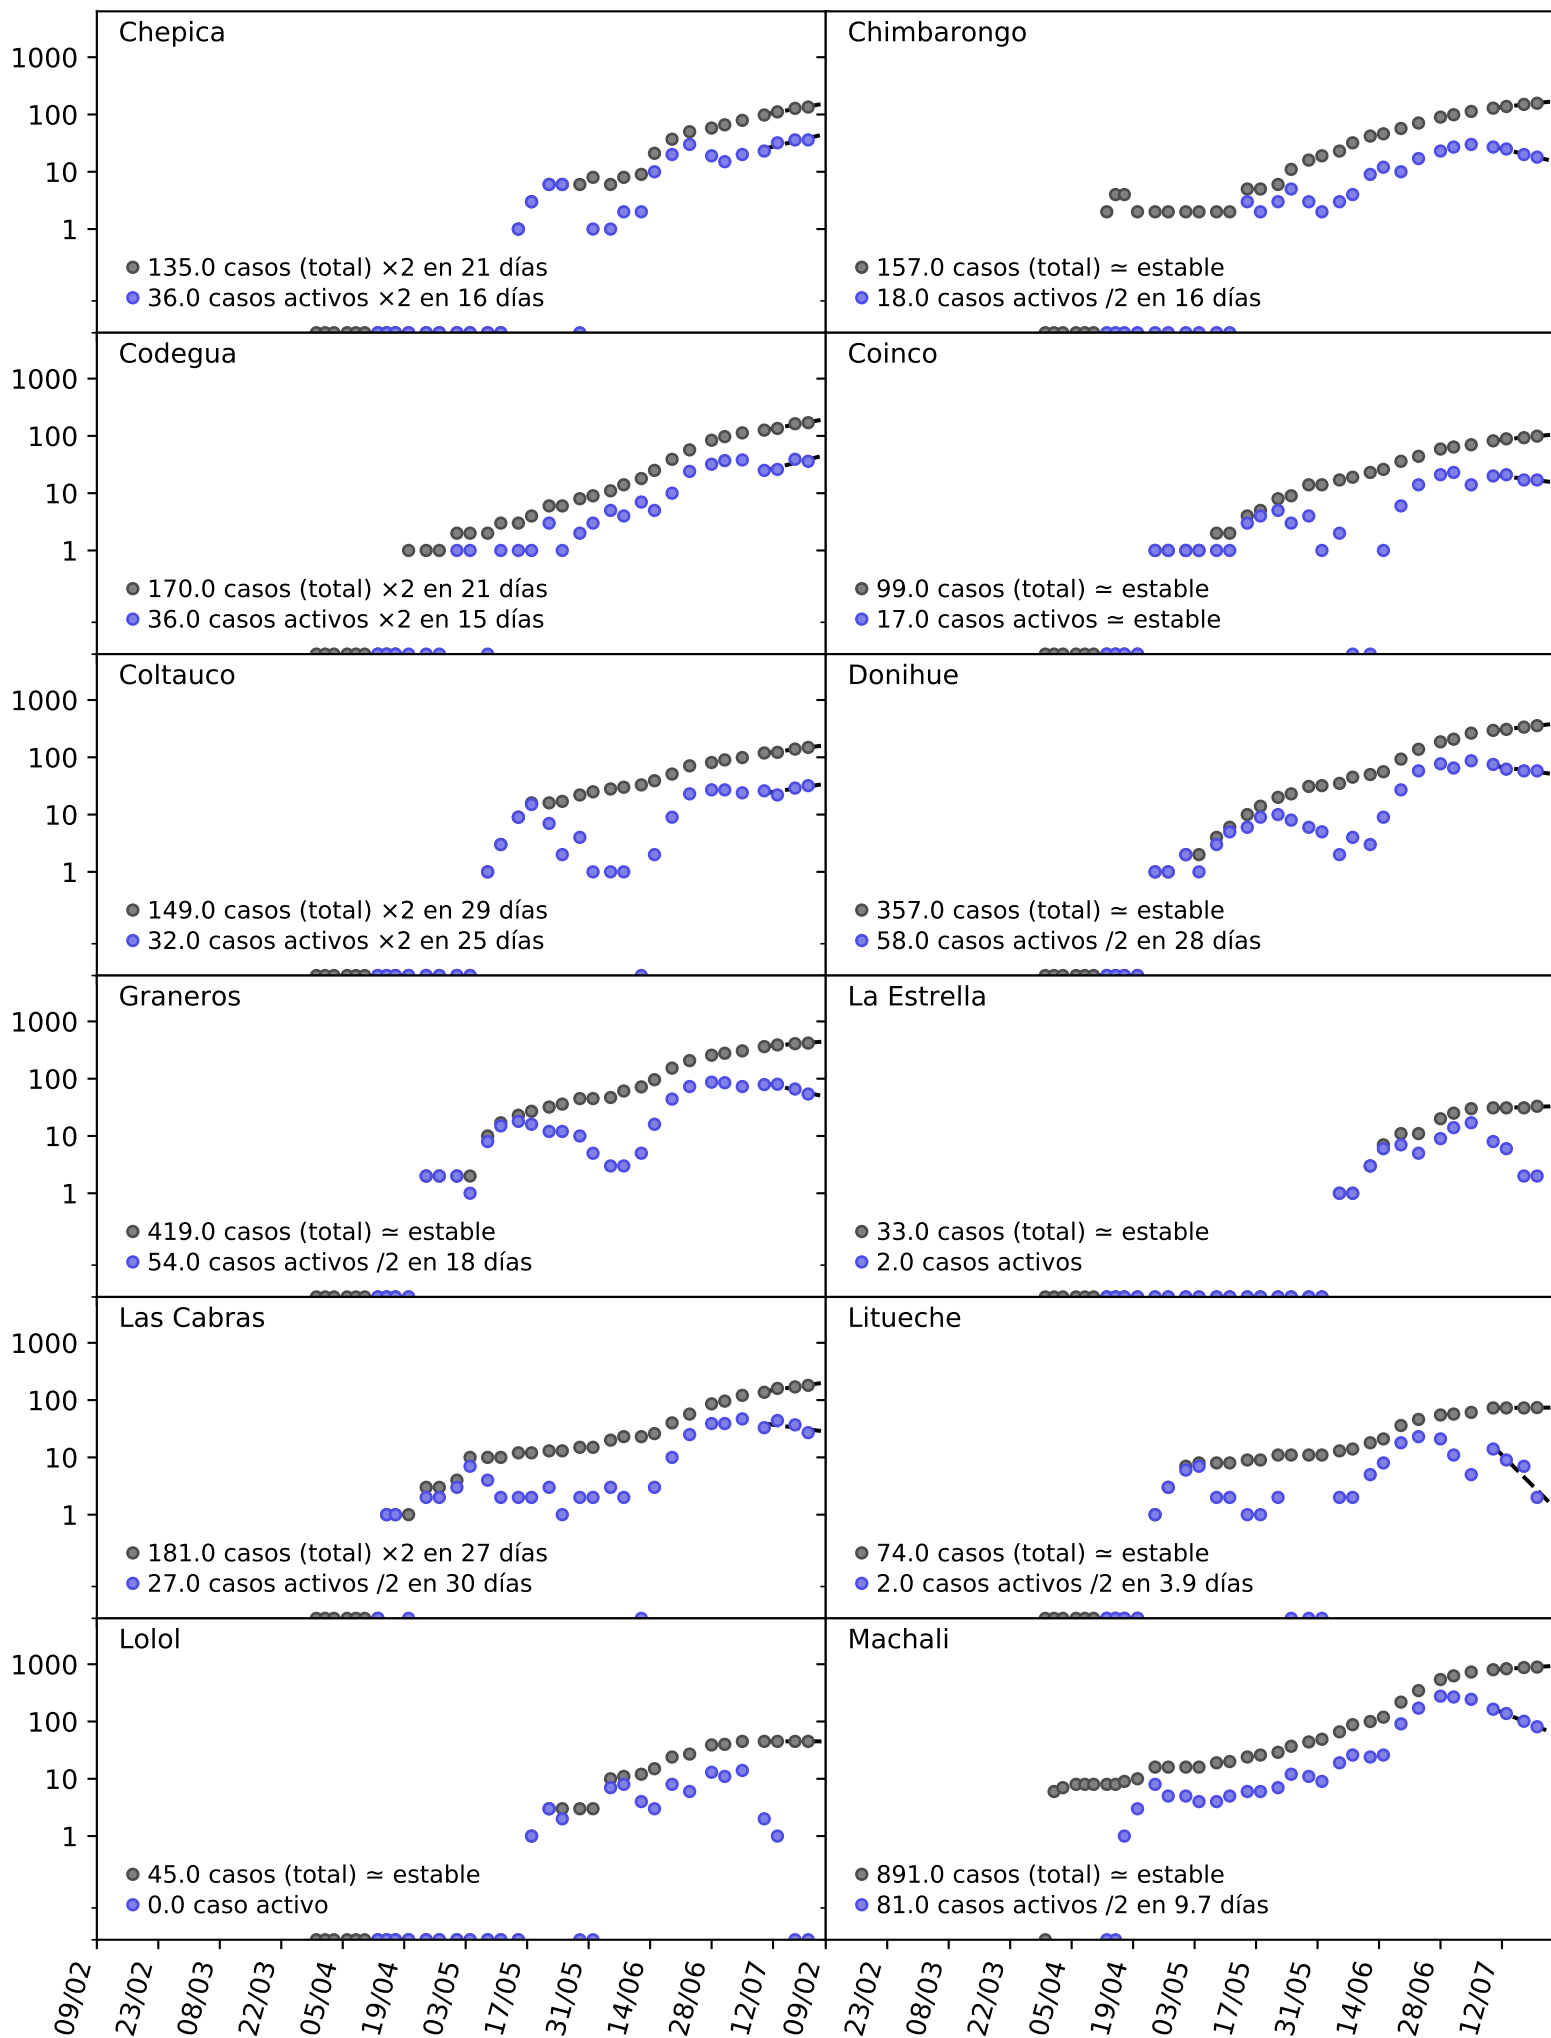 Chepica
Chimbarongo
1000
100
10
1
135.0 casos (total) ×2 en 21 días
36.0 casos activos ×2 en 16 días
157.0 casos (total) ≃ estable
18.0 casos activos /2 en 16 días
Codegua
Coinco
1000
100
10
1
170.0 casos (total) ×2 en 21 días
36.0 casos activos ×2 en 15 días
99.0 casos (total) ≃ estable
17.0 casos activos ≃ estable
Coltauco
Donihue
1000
100
10
1
149.0 casos (total) ×2 en 29 días
32.0 casos activos ×2 en 25 días
357.0 casos (total) ≃ estable
58.0 casos activos /2 en 28 días
Graneros
La Estrella
1000
100
10
1
419.0 casos (total) ≃ estable
54.0 casos activos /2 en 18 días
33.0 casos (total) ≃ estable
2.0 casos activos
Las Cabras
Litueche
1000
100
10
1
181.0 casos (total) ×2 en 27 días
27.0 casos activos /2 en 30 días
74.0 casos (total) ≃ estable
2.0 casos activos /2 en 3.9 días
Lolol
Machali
1000
100
10
1
45.0 casos (total) ≃ estable
0.0 caso activo
891.0 casos (total) ≃ estable
81.0 casos activos /2 en 9.7 días
09/02
23/02
08/03
22/03
05/04
19/04
03/05
17/05
31/05
14/06
28/06
12/07
09/02
23/02
08/03
22/03
05/04
19/04
03/05
17/05
31/05
14/06
28/06
12/07